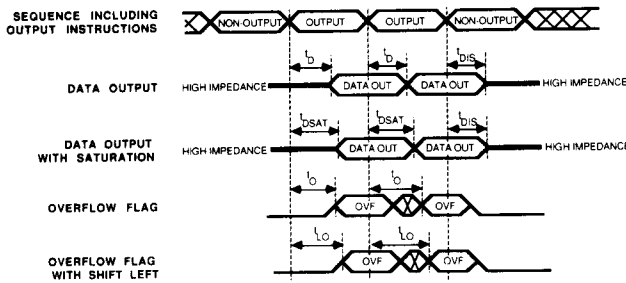 SEQUENCE INCLUDING
OUTPUT INSTRUCTIONS
NON-OUTPUT OUTPUT OUTPUT NON-OUTPUT
tD tD tDIS
DATA OUTPUT
HIGH IMPEDANCE DATA OUT DATA OUT HIGH IMPEDANCE
tDSAT tDSAT tDIS
DATA OUTPUT
WITH SATURATION
HIGH IMPEDANCE DATA OUT DATA OUT HIGH IMPEDANCE
tO tO
OVERFLOW FLAG
OVF OVF
tLO tLO
OVERFLOW FLAG
WITH SHIFT LEFT
OVF OVF